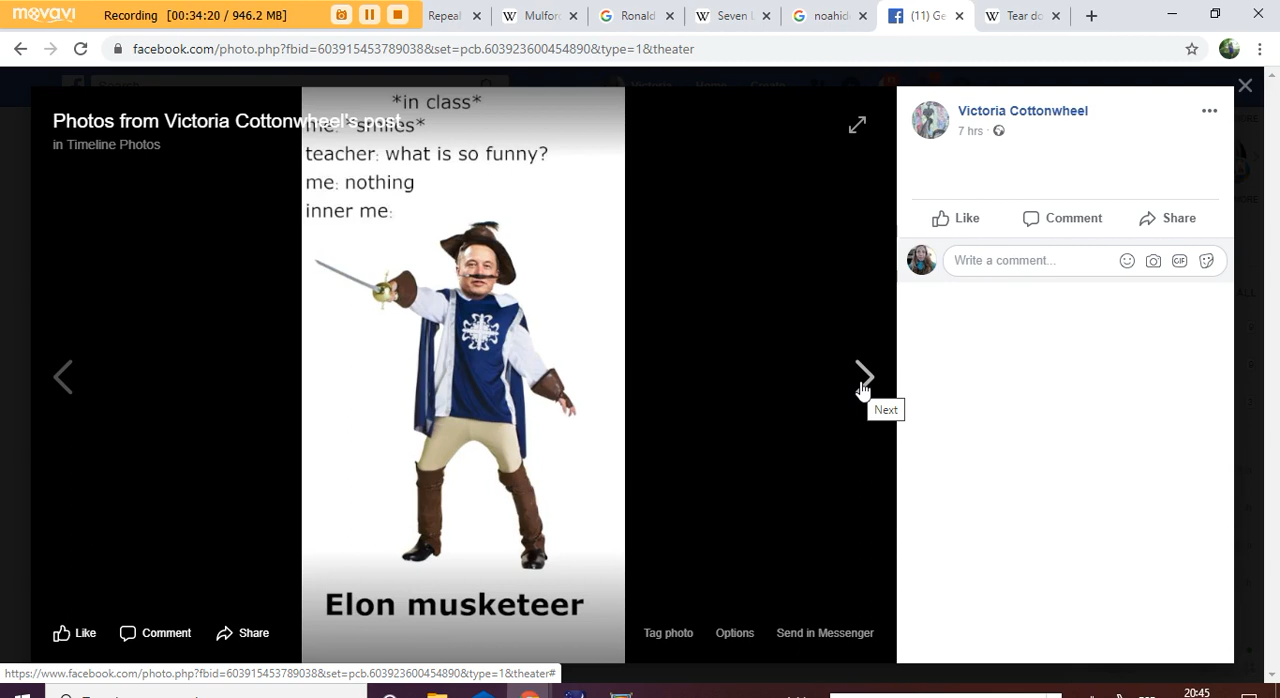 movavi
Recording [00:34:20 / 946.2 MB]
Repeal
Mulford
Ronald
Seven L
noahide
(11) Ge
Tear do
facebook.com/photo.php?fbid=603915453789038&set=pcb.603923600454890&type=1&theater
Photos from Victoria Cottonwheel's post
in Timeline Photos
*in class*
me: *smiles*
teacher: what is so funny?
me: nothing
inner me:
Elon musketeer
Victoria Cottonwheel
7 hrs ·
Like
Comment
Share
Write a comment...
GIF
Next
Like
Comment
Share
Tag photo
Options
Send in Messenger
https://www.facebook.com/photo.php?fbid=603915453789038&set=pcb.603923600454890&type=1&theater#
20:45